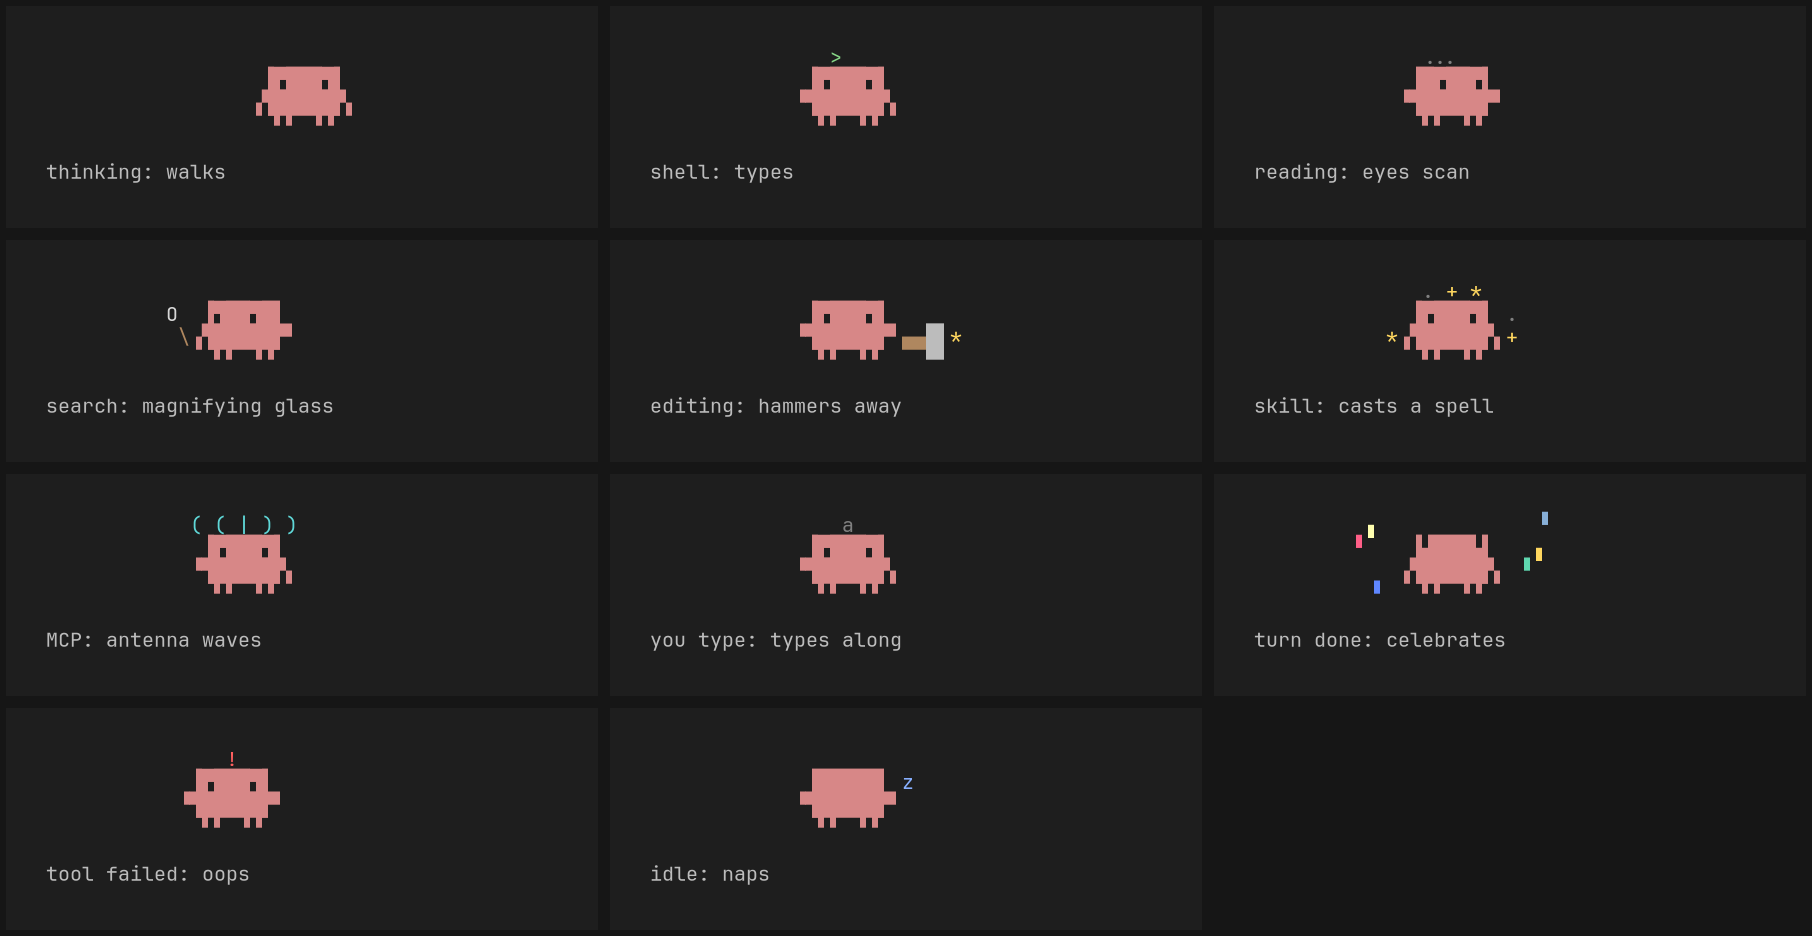 >
...
thinking: walks
shell: types
reading: eyes scan
O
\
*
. + *
* . +
search: magnifying glass
editing: hammers away
skill: casts a spell
( ( | ) )
a
MCP: antenna waves
you type: types along
turn done: celebrates
!
z
tool failed: oops
idle: naps